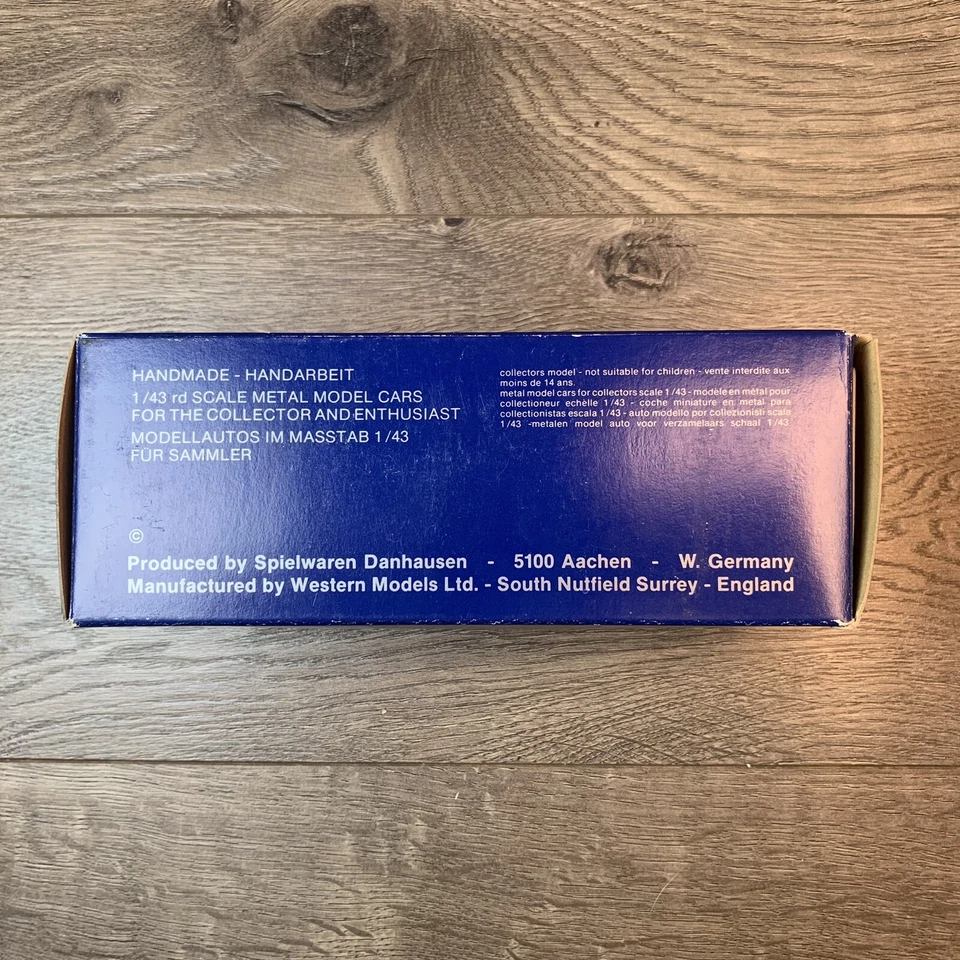 HANDMADE - HANDARBEIT
1/43 rd SCALE METAL MODEL CARS
FOR THE COLLECTOR AND ENTHUSIAST
MODELLAUTOS IM MASSTAB 1/43
FÜR SAMMLER
collectors model - not suitable for children - vente interdite aux
moins de 14 ans.
metal model cars for collectors scale 1/43 - modèle en métal pour
collectioneur echelle 1/43 - coche miniature en metal para
collectionistas escala 1/43 - auto modello por collezionisti scala
1/43 -metalen model auto voor verzamelaars schaal 1/43
©
Produced by Spielwaren Danhausen - 5100 Aachen - W. Germany
Manufactured by Western Models Ltd. - South Nutfield Surrey - England